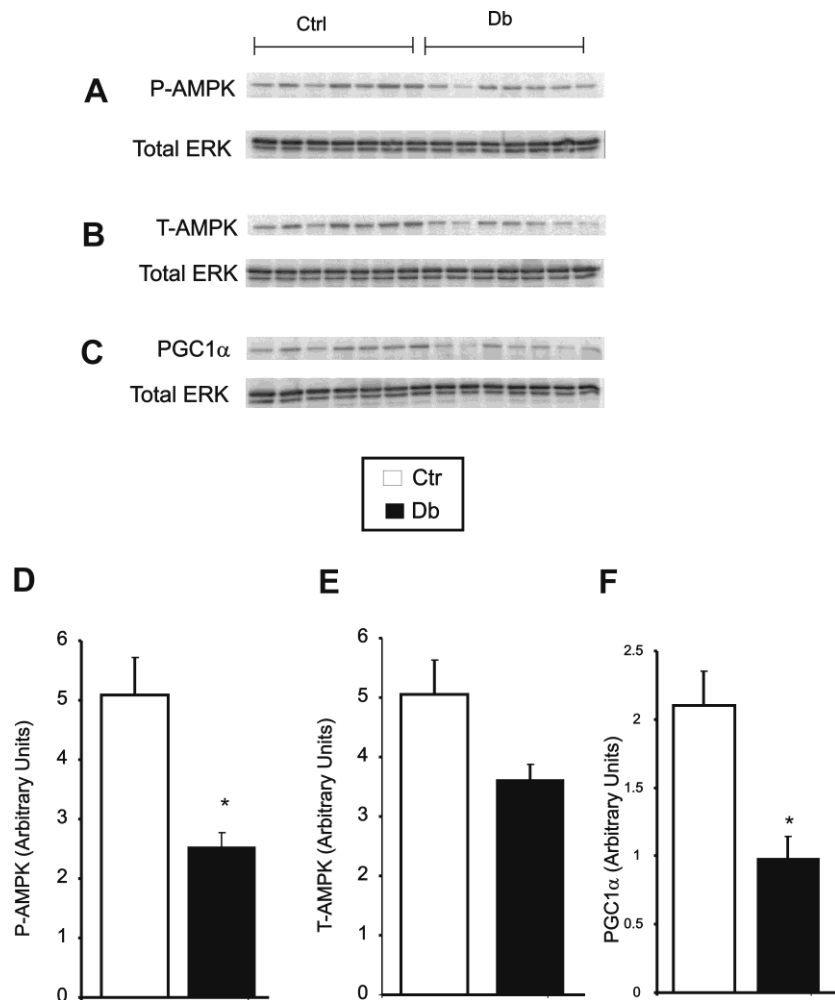 Ctrl Db
A P-AMPK
Total ERK
B T-AMPK
Total ERK
C PGC1α
Total ERK
Ctr
Db
D
6
5
4
3
2
1
0
P-AMPK (Arbitrary Units)
*
E
6
5
4
3
2
1
0
T-AMPK (Arbitrary Units)
F
2.5
2
1.5
1
0.5
0
PGC1α (Arbitrary Units)
*